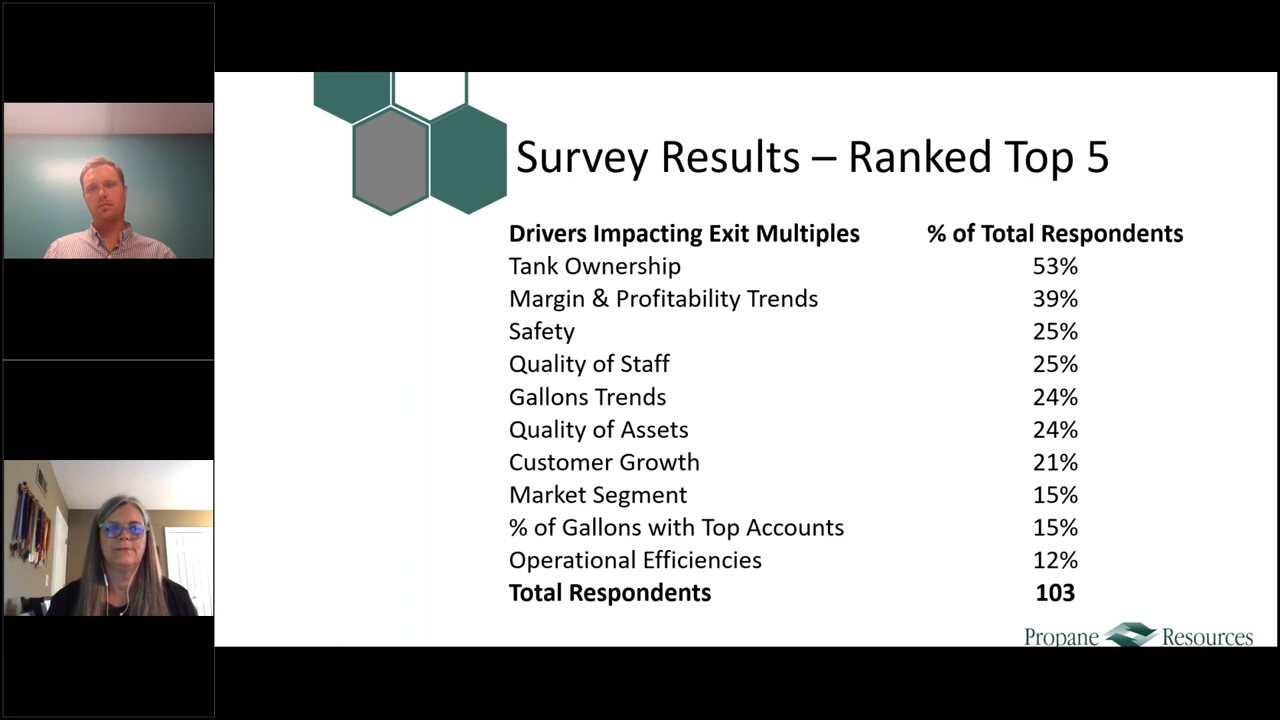 Survey Results – Ranked Top 5
Drivers Impacting Exit Multiples % of Total Respondents
Tank Ownership 53%
Margin & Profitability Trends 39%
Safety 25%
Quality of Staff 25%
Gallons Trends 24%
Quality of Assets 24%
Customer Growth 21%
Market Segment 15%
% of Gallons with Top Accounts 15%
Operational Efficiencies 12%
Total Respondents 103
Propane Resources